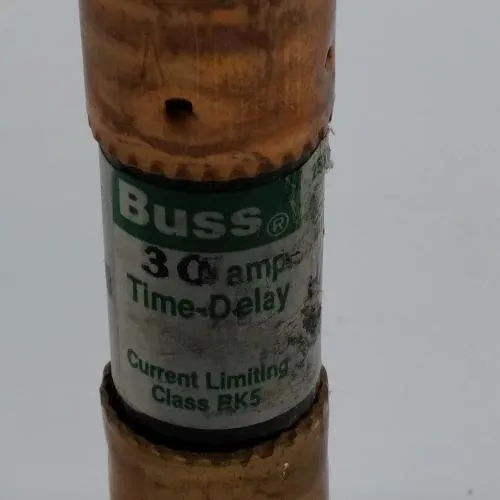 Buss®
30 amp
Time-Delay
Current Limiting
Class RK5